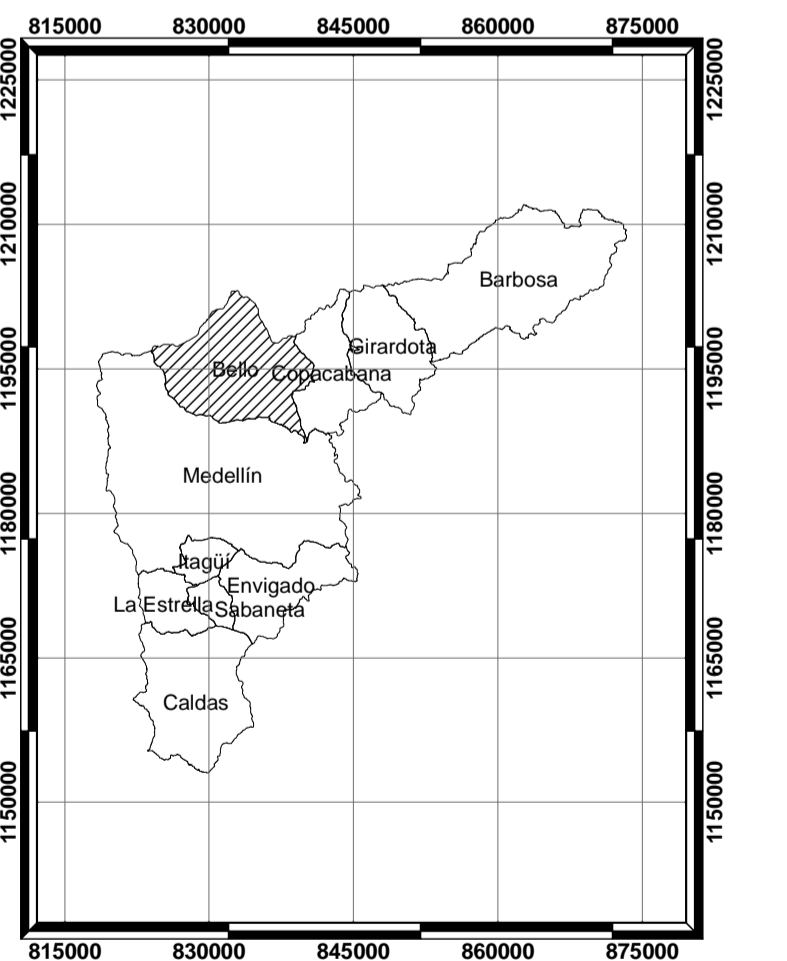 815000 830000 845000 860000 875000
1225000 1225000
1210000 1210000
Barbosa
Girardota
1195000 1195000
Bello Copacabana
Medellín
1180000 1180000
Itagüí
Envigado
La Estrella Sabaneta
1165000 1165000
Caldas
1150000 1150000
815000 830000 845000 860000 875000